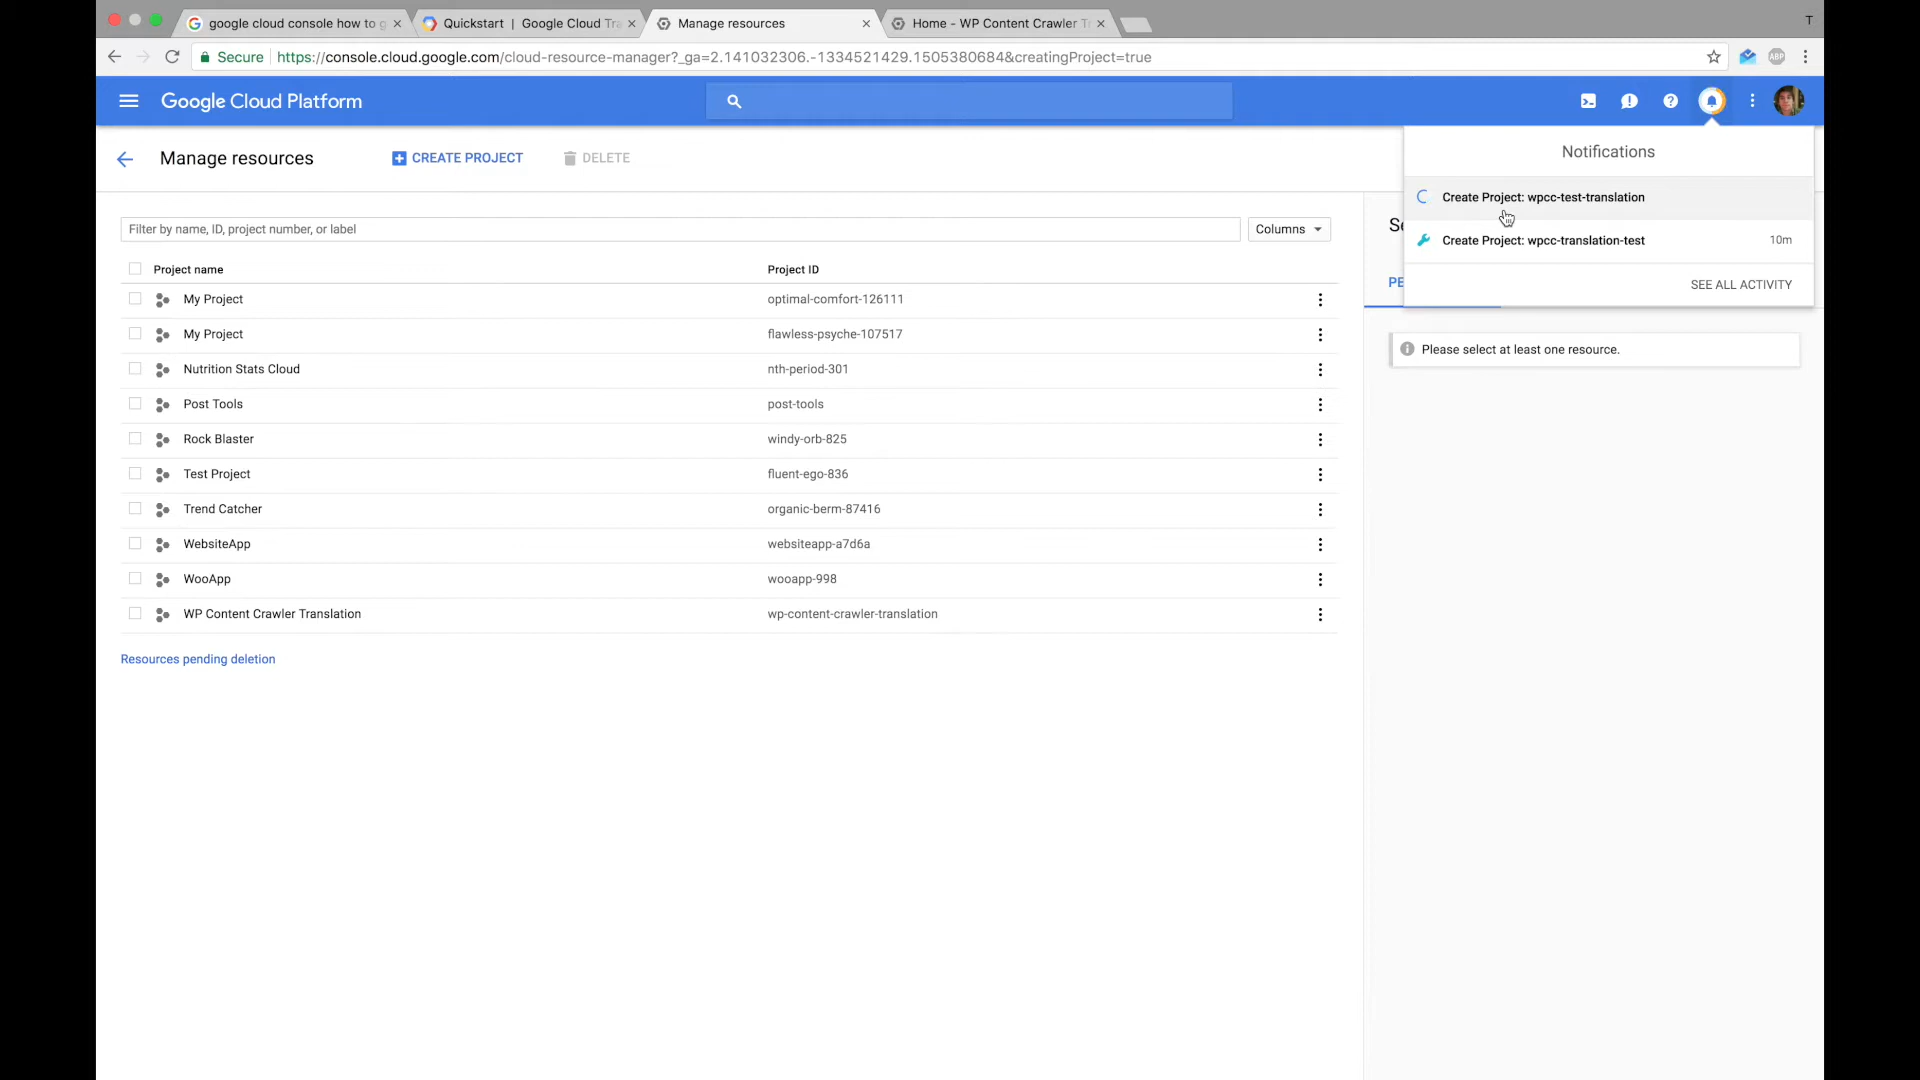 google cloud console how to g
Quickstart | Google Cloud Tra
Manage resources
Home - WP Content Crawler Tr
T
Secure https://console.cloud.google.com/cloud-resource-manager?_ga=2.141032306.-1334521429.1505380684&creatingProject=true
ABP
Google Cloud Platform
Manage resources
CREATE PROJECT
DELETE
Notifications
Create Project: wpcc-test-translation
Create Project: wpcc-translation-test 10m
SEE ALL ACTIVITY
Filter by name, ID, project number, or label
Columns
Se
PE
Please select at least one resource.
Project name Project ID
My Project optimal-comfort-126111
My Project flawless-psyche-107517
Nutrition Stats Cloud nth-period-301
Post Tools post-tools
Rock Blaster windy-orb-825
Test Project fluent-ego-836
Trend Catcher organic-berm-87416
WebsiteApp websiteapp-a7d6a
WooApp wooapp-998
WP Content Crawler Translation wp-content-crawler-translation
Resources pending deletion